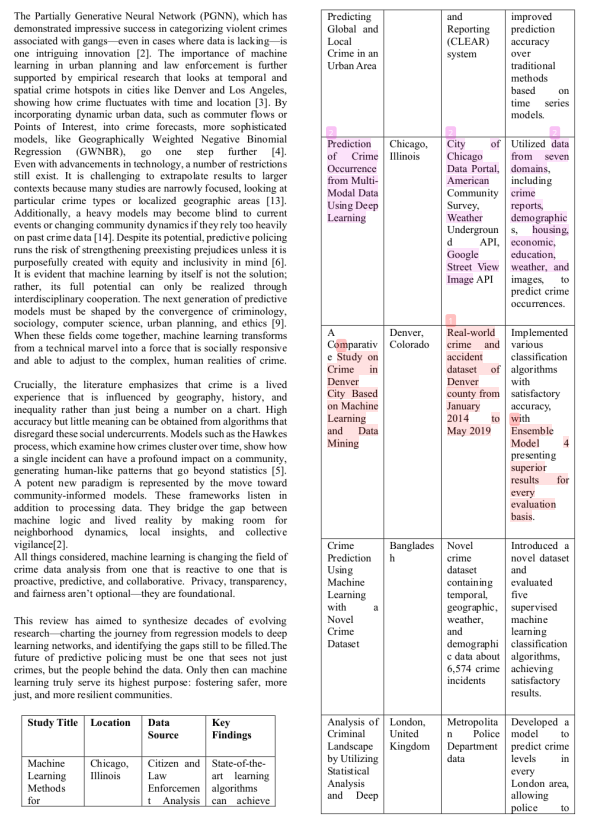 The Partially Generative Neural Network (PGNN), which has
demonstrated impressive success in categorizing violent crimes
associated with gangs—even in cases where data is lacking—is
one intriguing innovation [2]. The importance of machine
learning in urban planning and law enforcement is further
supported by empirical research that looks at temporal and
spatial crime hotspots in cities like Denver and Los Angeles,
showing how crime fluctuates with time and location [3]. By
incorporating dynamic urban data, such as commuter flows or
Points of Interest, into crime forecasts, more sophisticated
models, like Geographically Weighted Negative Binomial
Regression (GWNBR), go one step further [4].
Even with advancements in technology, a number of restrictions
still exist. It is challenging to extrapolate results to larger
contexts because many studies are narrowly focused, looking at
particular crime types or localized geographic areas [13].
Additionally, a heavy models may become blind to current
events or changing community dynamics if they rely too heavily
on past crime data [14]. Despite its potential, predictive policing
runs the risk of strengthening preexisting prejudices unless it is
purposefully created with equity and inclusivity in mind [6].
It is evident that machine learning by itself is not the solution;
rather, its full potential can only be realized through
interdisciplinary cooperation. The next generation of predictive
models must be shaped by the convergence of criminology,
sociology, computer science, urban planning, and ethics [9].
When these fields come together, machine learning transforms
from a technical marvel into a force that is socially responsive
and able to adjust to the complex, human realities of crime.
Crucially, the literature emphasizes that crime is a lived
experience that is influenced by geography, history, and
inequality rather than just being a number on a chart. High
accuracy but little meaning can be obtained from algorithms that
disregard these social undercurrents. Models such as the Hawkes
process, which examine how crimes cluster over time, show how
a single incident can have a profound impact on a community,
generating human-like patterns that go beyond statistics [5].
A potent new paradigm is represented by the move toward
community-informed models. These frameworks listen in
addition to processing data. They bridge the gap between
machine logic and lived reality by making room for
neighborhood dynamics, local insights, and collective
vigilance[2].
All things considered, machine learning is changing the field of
crime data analysis from one that is reactive to one that is
proactive, predictive, and collaborative. Privacy, transparency,
and fairness aren't optional—they are foundational.
This review has aimed to synthesize decades of evolving
research—charting the journey from regression models to deep
learning networks, and identifying the gaps still to be filled.The
future of predictive policing must be one that sees not just
crimes, but the people behind the data. Only then can machine
learning truly serve its highest purpose: fostering safer, more
just, and more resilient communities.
Study Title
Location
Data
Source
Key
Findings
Machine
Learning
Methods
for
Chicago,
Illinois
Citizen and
Law
Enforcemen
t Analysis
State-of-the-
art learning
algorithms
can achieve
Predicting
Global and
Local
Crime in an
Urban Area
and
Reporting
(CLEAR)
system
improved
prediction
accuracy
over
traditional
methods
based on
time series
models.
Prediction
of Crime
Occurrence
from Multi-
Modal Data
Using Deep
Learning
Chicago,
Illinois
City of
Chicago
Data Portal,
American
Community
Survey,
Weather
Undergroun
d API,
Google
Street View
Image API
Utilized data
from seven
domains,
including
crime
reports,
demographic
s, housing,
economic,
education,
weather, and
images, to
predict crime
occurrences.
A
Comparativ
e Study on
Crime in
Denver
City Based
on Machine
Learning
and Data
Mining
Denver,
Colorado
Real-world
crime and
accident
dataset of
Denver
county from
January
2014 to
May 2019
Implemented
various
classification
algorithms
with
satisfactory
accuracy,
with
Ensemble
Model 4
presenting
superior
results for
every
evaluation
basis.
Crime
Prediction
Using
Machine
Learning
with a
Novel
Crime
Dataset
Banglades
h
Novel
crime
dataset
containing
temporal,
geographic,
weather,
and
demographi
c data about
6,574 crime
incidents
Introduced a
novel dataset
and
evaluated
five
supervised
machine
learning
classification
algorithms,
achieving
satisfactory
results.
Analysis of
Criminal
Landscape
by Utilizing
Statistical
Analysis
and Deep
London,
United
Kingdom
Metropolita
n Police
Department
data
Developed a
model to
predict crime
levels in
every
London area,
allowing
police to